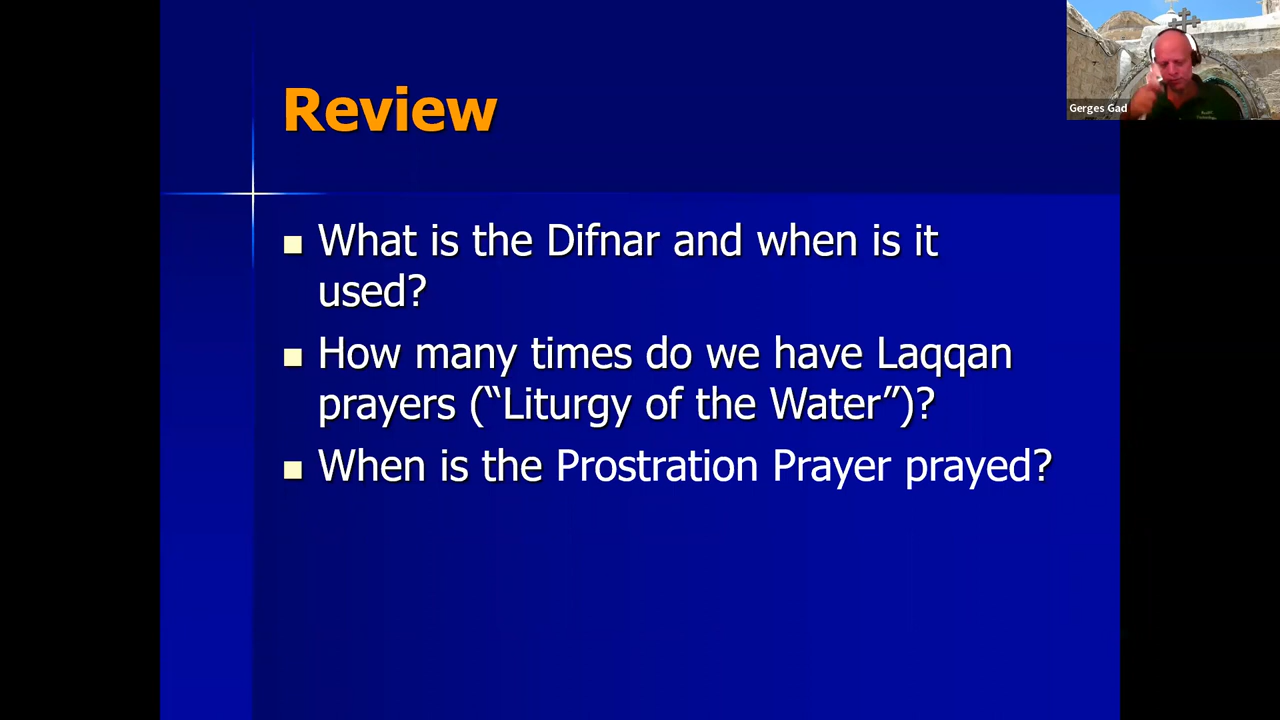 Review
What is the Difnar and when is it
used?
How many times do we have Laqqan
prayers (“Liturgy of the Water”)?
When is the Prostration Prayer prayed?
Gerges Gad